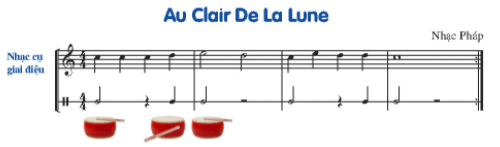 Au Clair De La Lune
Nhạc Pháp
Nhạc cụ
giai điệu